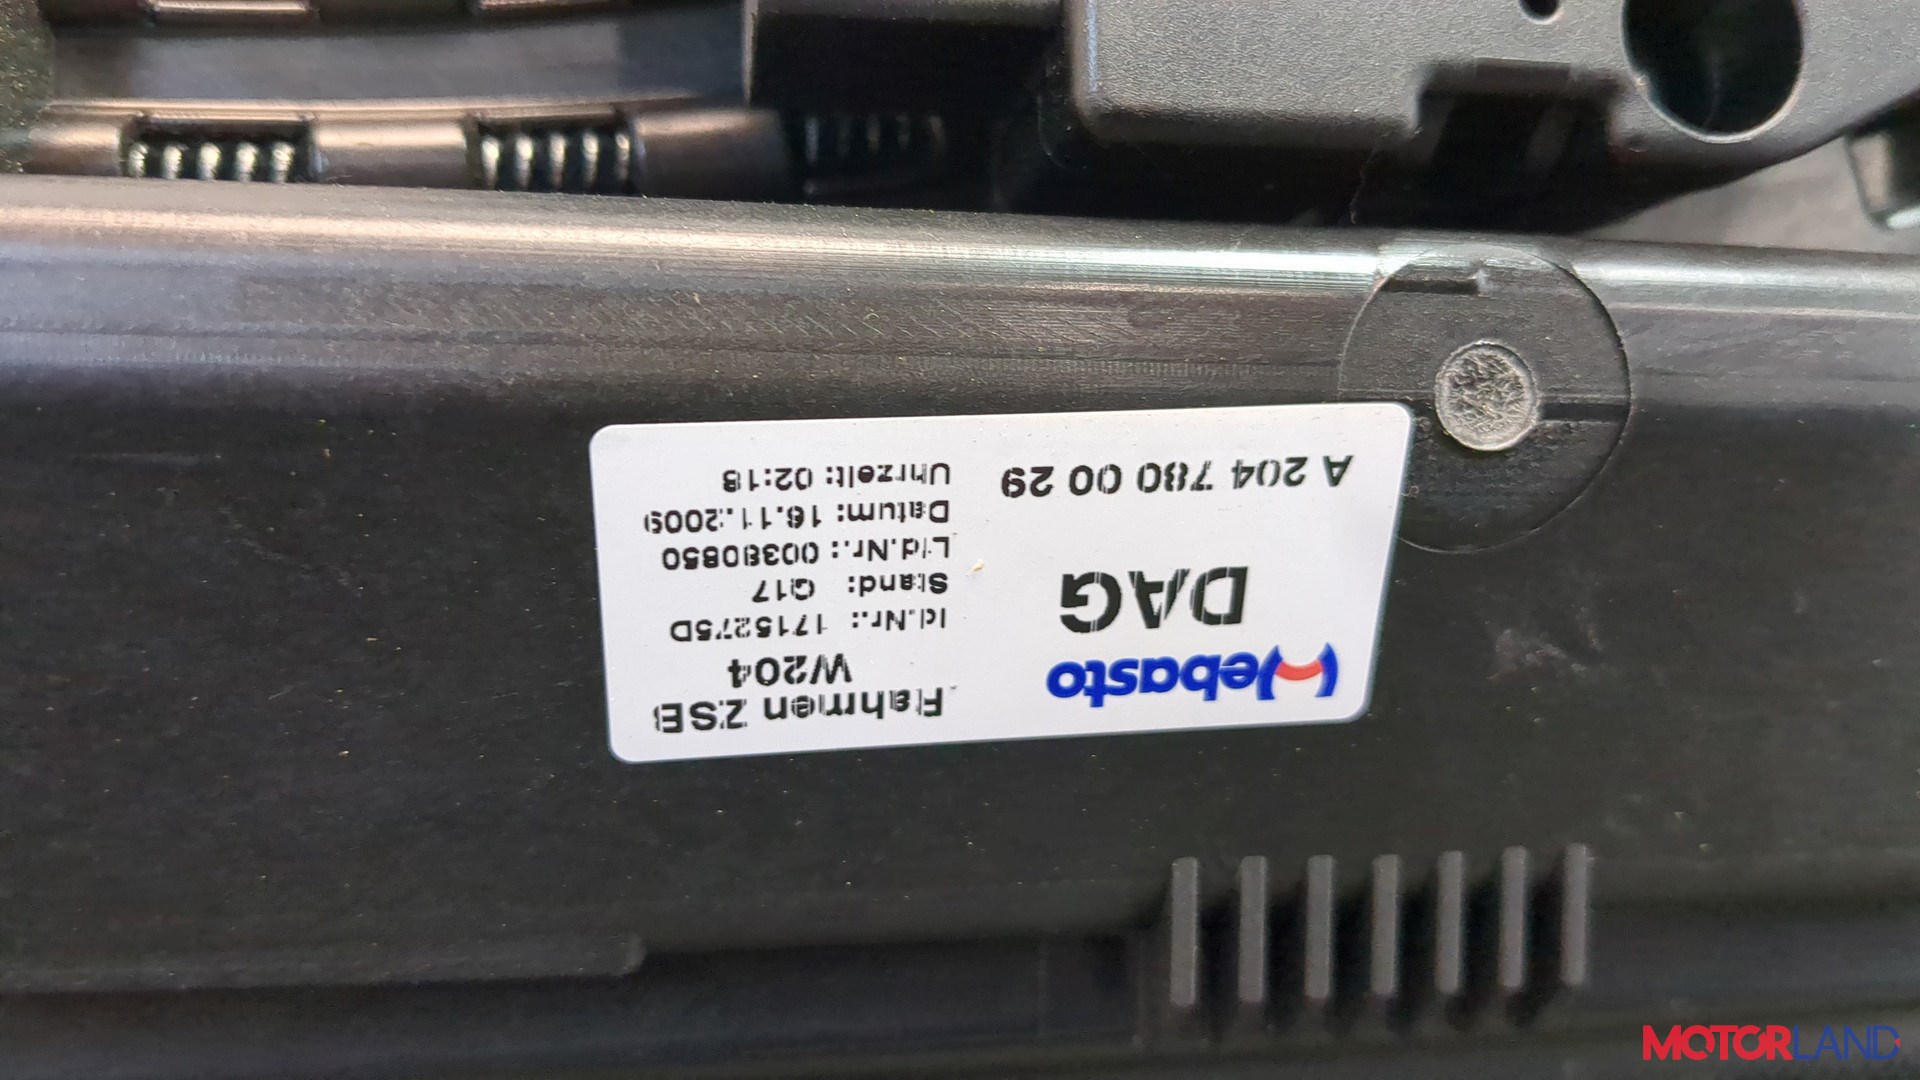 Rahmen ZSB
W204
Webasto
Id.Nr.: 1715275D
Stand: Q17
DAG
Lfd.Nr.: 00380850
Datum: 16.11.2009
Uhrzeit: 02:18
A 204 780 00 29
MOTORLAND